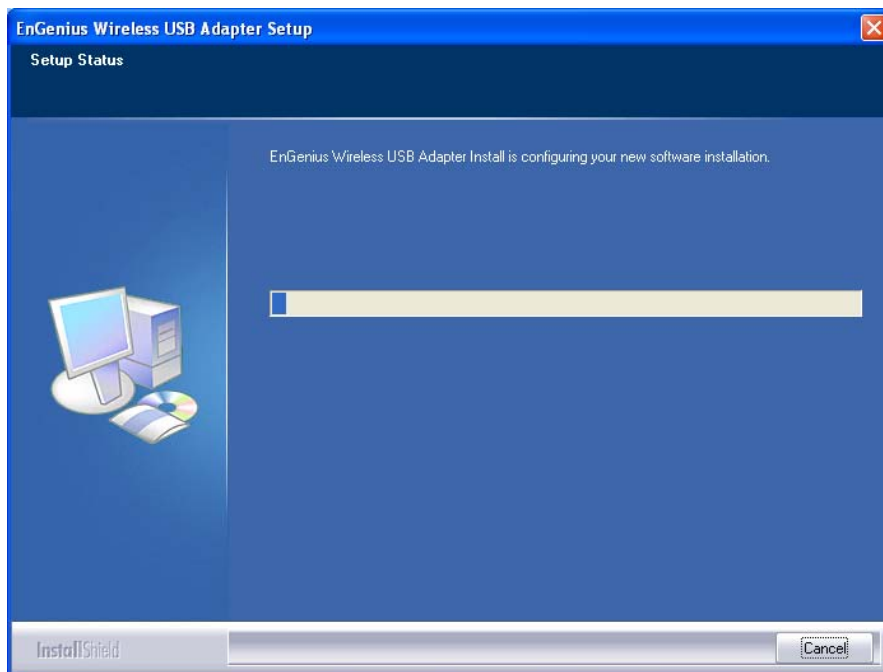 EnGenius Wireless USB Adapter Setup
Setup Status
EnGenius Wireless USB Adapter Install is configuring your new software installation.
InstallShield
Cancel